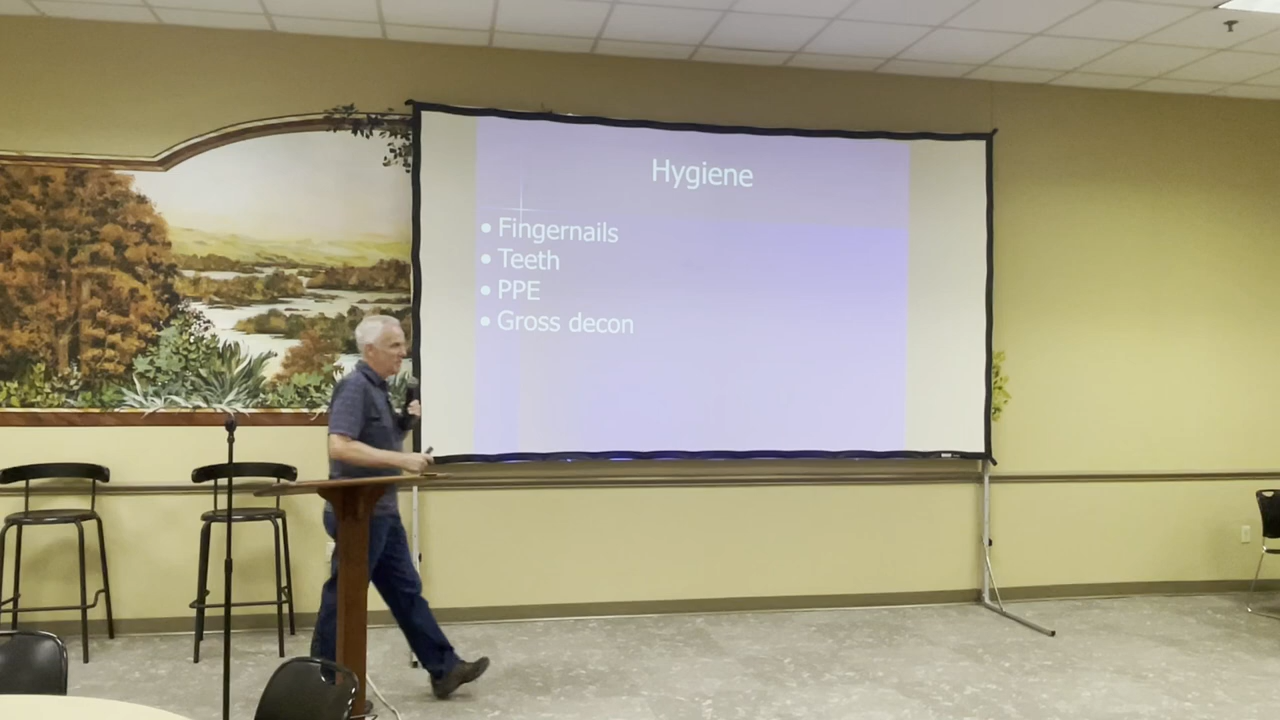 Hygiene
• Fingernails
• Teeth
• PPE
• Gross decon